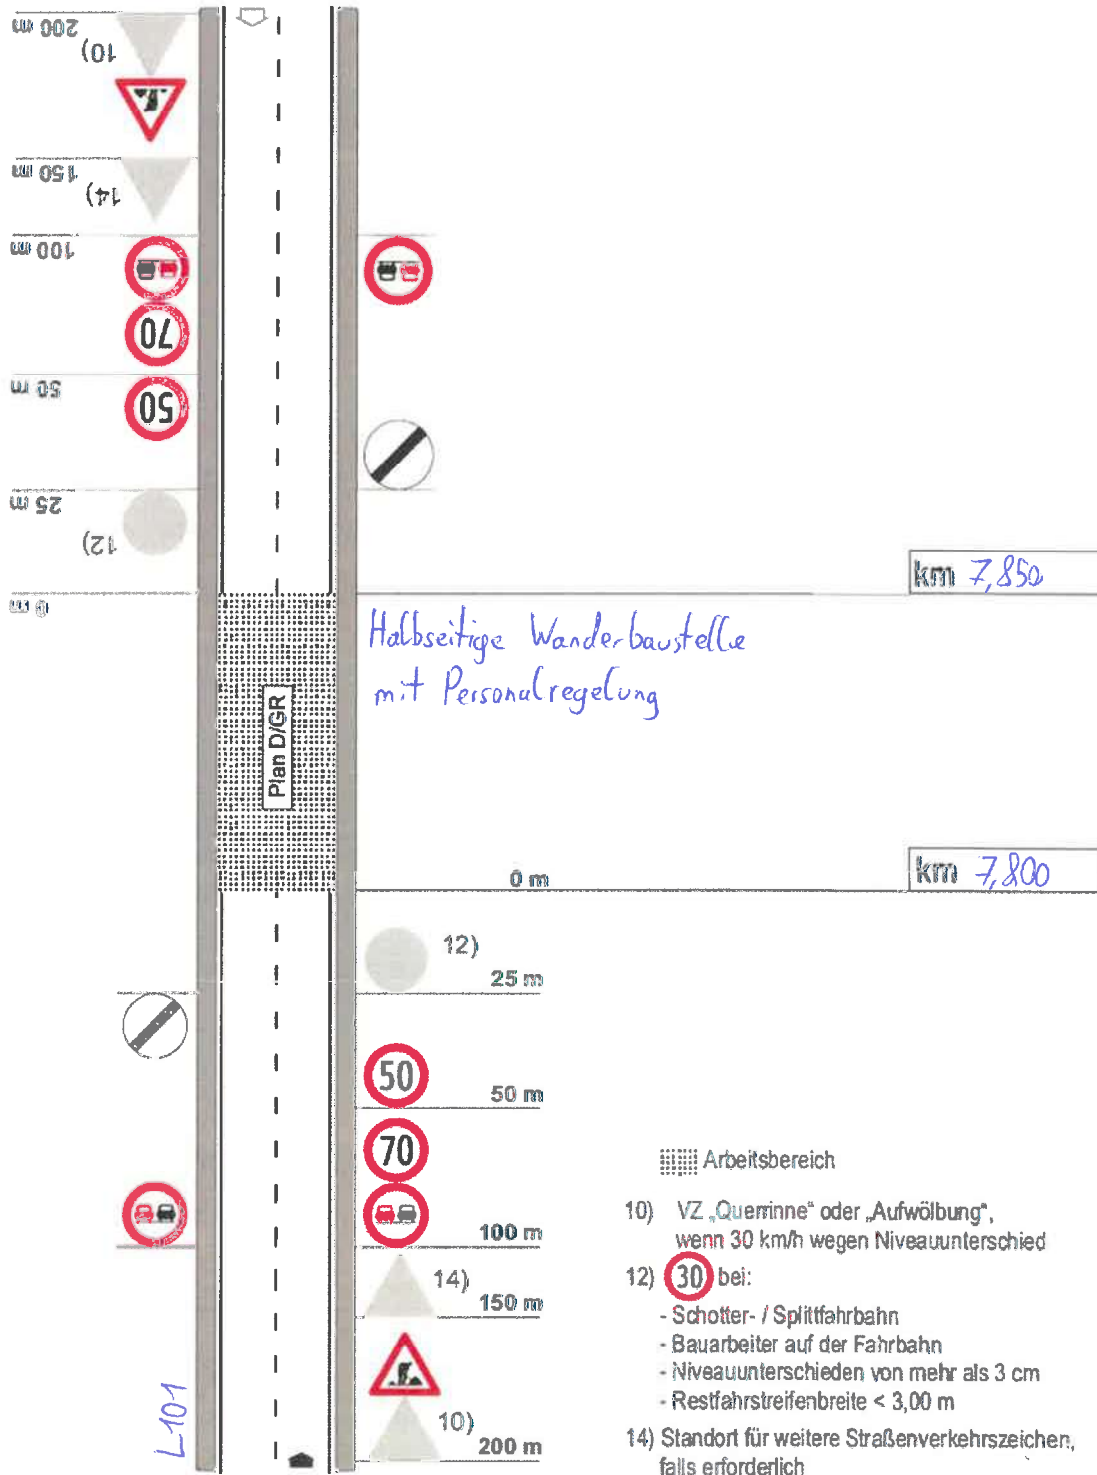 200 m
10)
150 m
14)
100 m
70
50 m
50
25 m
12)
0 m
km 7,850
Halbseitige Wanderbaustelle
mit Personalregelung
Plan D/GR
0 m
km 7,800
12)
25 m
50
50 m
70
100 m
14)
150 m
10)
200 m
L101
Arbeitsbereich
10) VZ „Querrinne" oder „Aufwölbung",
wenn 30 km/h wegen Niveauunterschied
12) 30 bei:
- Schotter- / Splittfahrbahn
- Bauarbeiter auf der Fahrbahn
- Niveauunterschieden von mehr als 3 cm
- Restfahrstreifenbreite < 3,00 m
14) Standort für weitere Straßenverkehrszeichen,
falls erforderlich